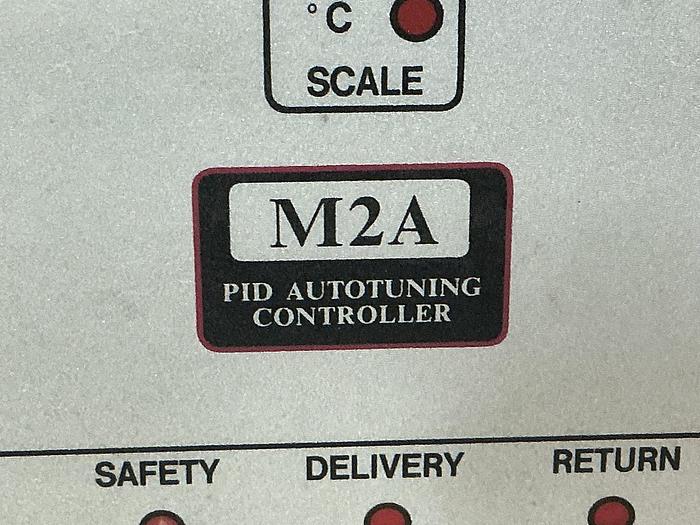 °C
SCALE
M2A
PID AUTOTUNING
CONTROLLER
SAFETY DELIVERY RETURN